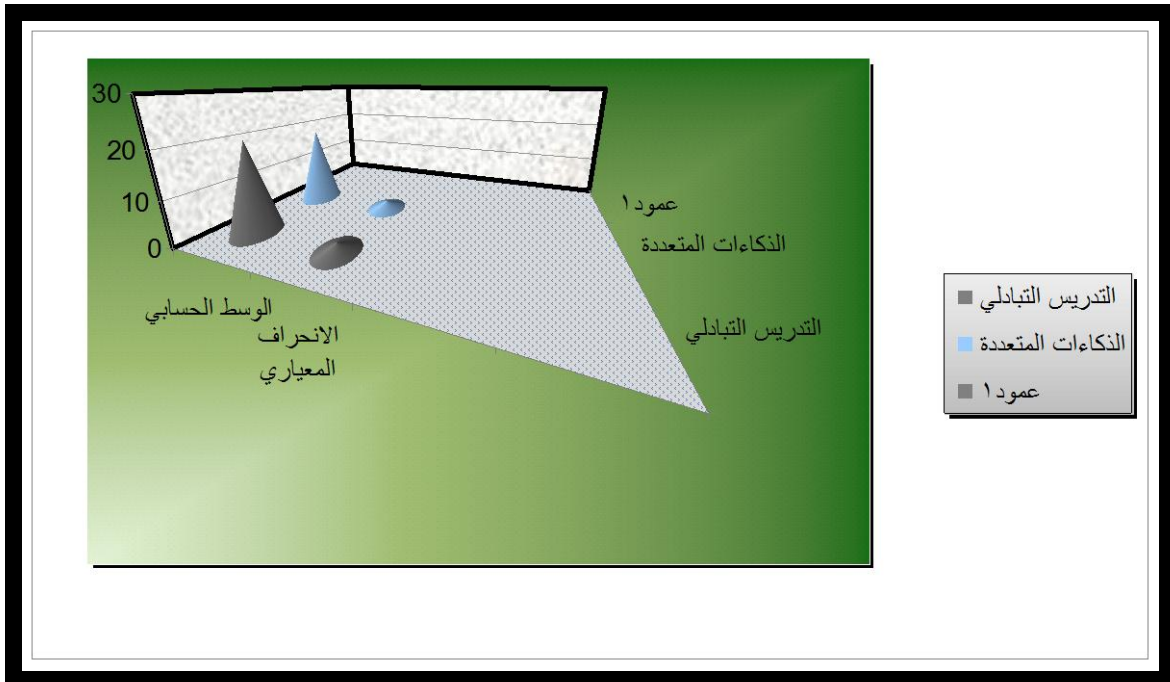 30
20
10
0
الوسط الحسابي
الانحراف
المعياري
عمود١
الذكاءات المتعددة
التدريس التبادلي
التدريس التبادلي
الذكاءات المتعددة
عمود١